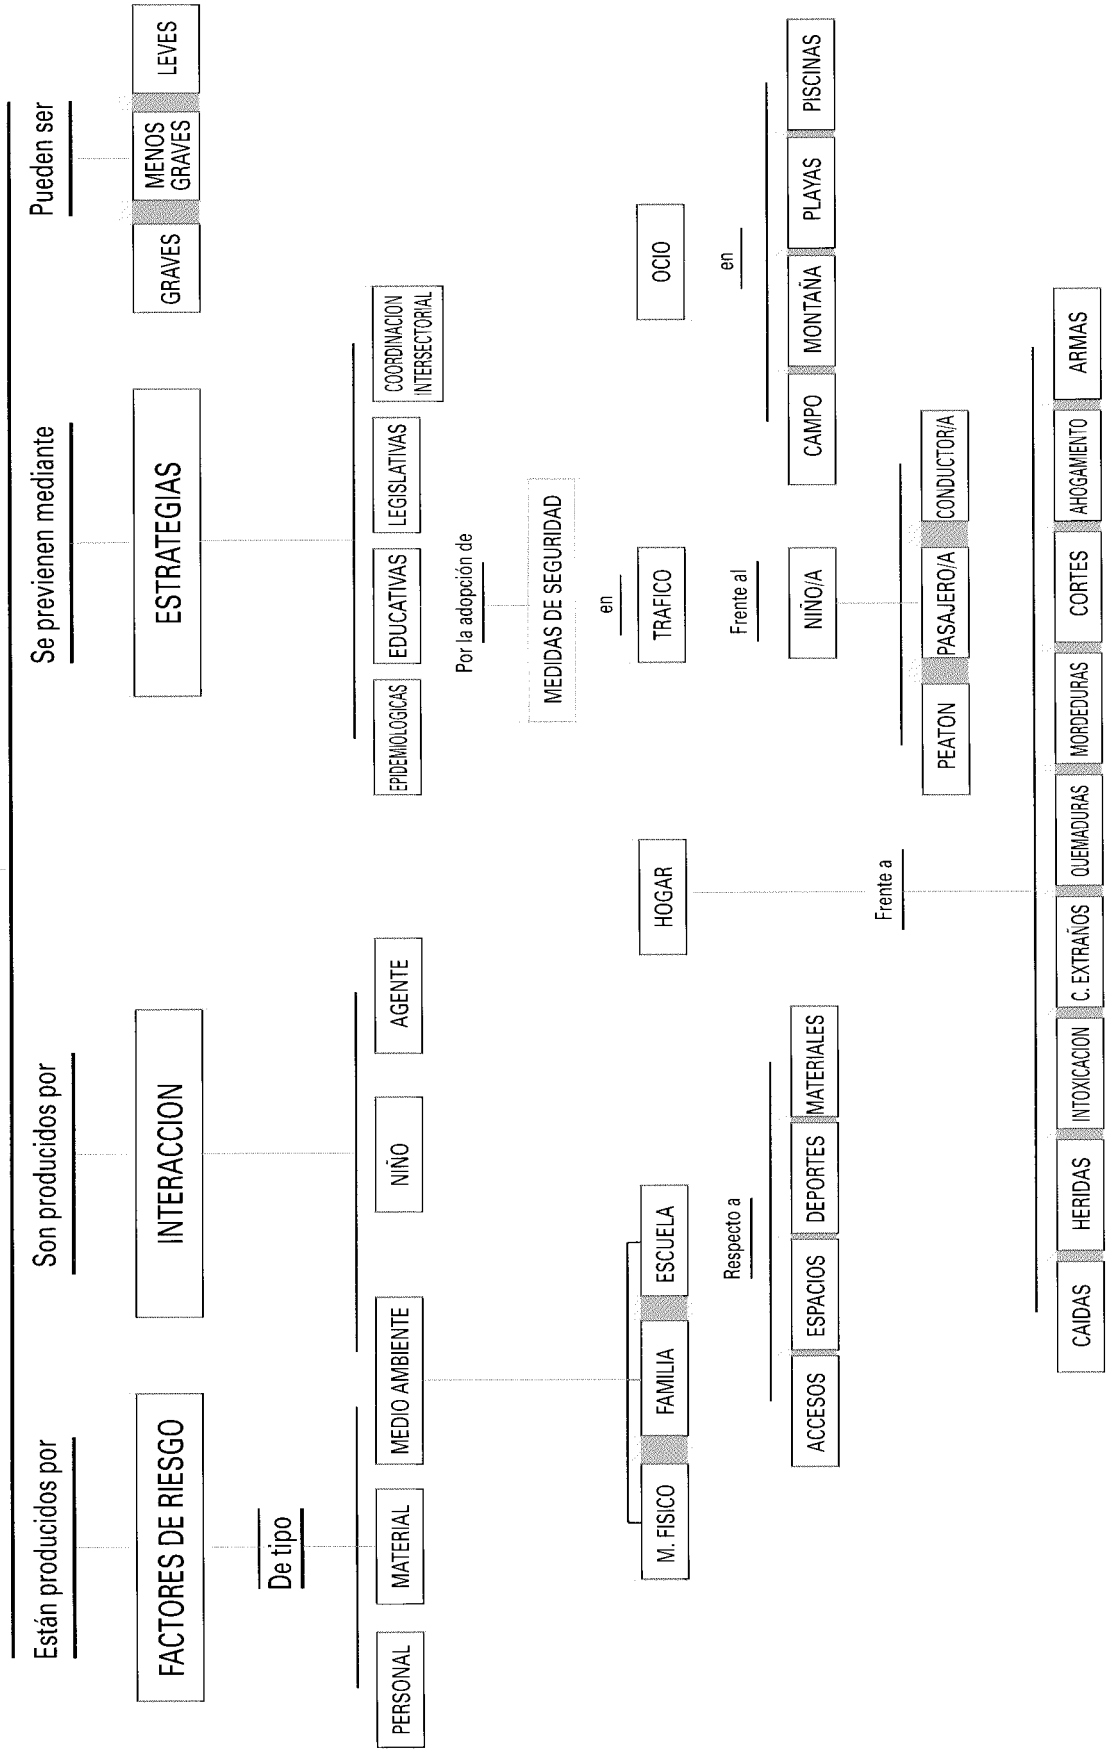 Están producidos por
Son producidos por
Se previenen mediante
Pueden ser
FACTORES DE RIESGO
INTERACCION
ESTRATEGIAS
GRAVES
MENOS
GRAVES
LEVES
De tipo
PERSONAL
MATERIAL
MEDIO AMBIENTE
NIÑO
AGENTE
EPIDEMIOLOGICAS
EDUCATIVAS
LEGISLATIVAS
COORDINACION
INTERSECTORIAL
Por la adopción de
MEDIDAS DE SEGURIDAD
en
M. FISICO
FAMILIA
ESCUELA
HOGAR
TRAFICO
OCIO
Respecto a
Frente al
en
ACCESOS
ESPACIOS
DEPORTES
MATERIALES
NIÑO/A
CAMPO
MONTAÑA
PLAYAS
PISCINAS
Frente a
PEATON
PASAJERO/A
CONDUCTOR/A
CAIDAS
HERIDAS
INTOXICACION
C. EXTRAÑOS
QUEMADURAS
MORDEDURAS
CORTES
AHOGAMIENTO
ARMAS